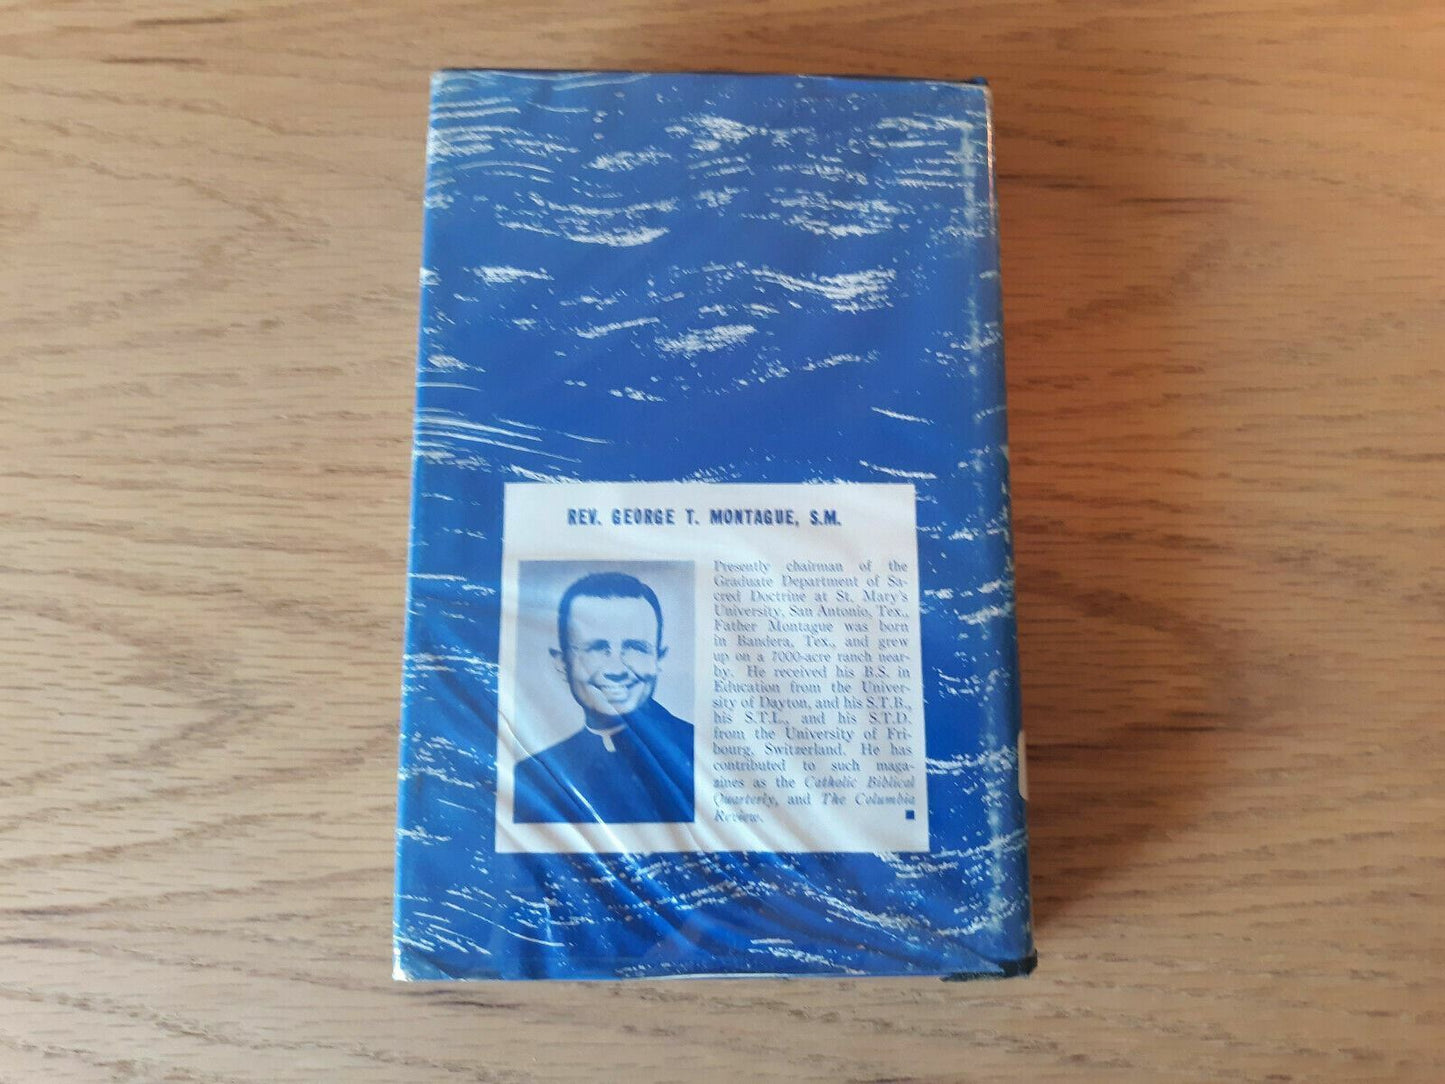 REV. GEORGE T. MONTAGUE, S.M.
Presently chairman of the
Graduate Department of Sa-
cred Doctrine at St. Mary's
University, San Antonio, Tex.,
Father Montague was born
in Bandera, Tex., and grew
up on a 7000-acre ranch near-
by. He received his B.S. in
Education from the Univer-
sity of Dayton, and his S.T.B.,
his S.T.L., and his S.T.D.
from the University of Fri-
bourg, Switzerland. He has
contributed to such maga-
zines as the Catholic Biblical
Quarterly, and The Columbia
Review.